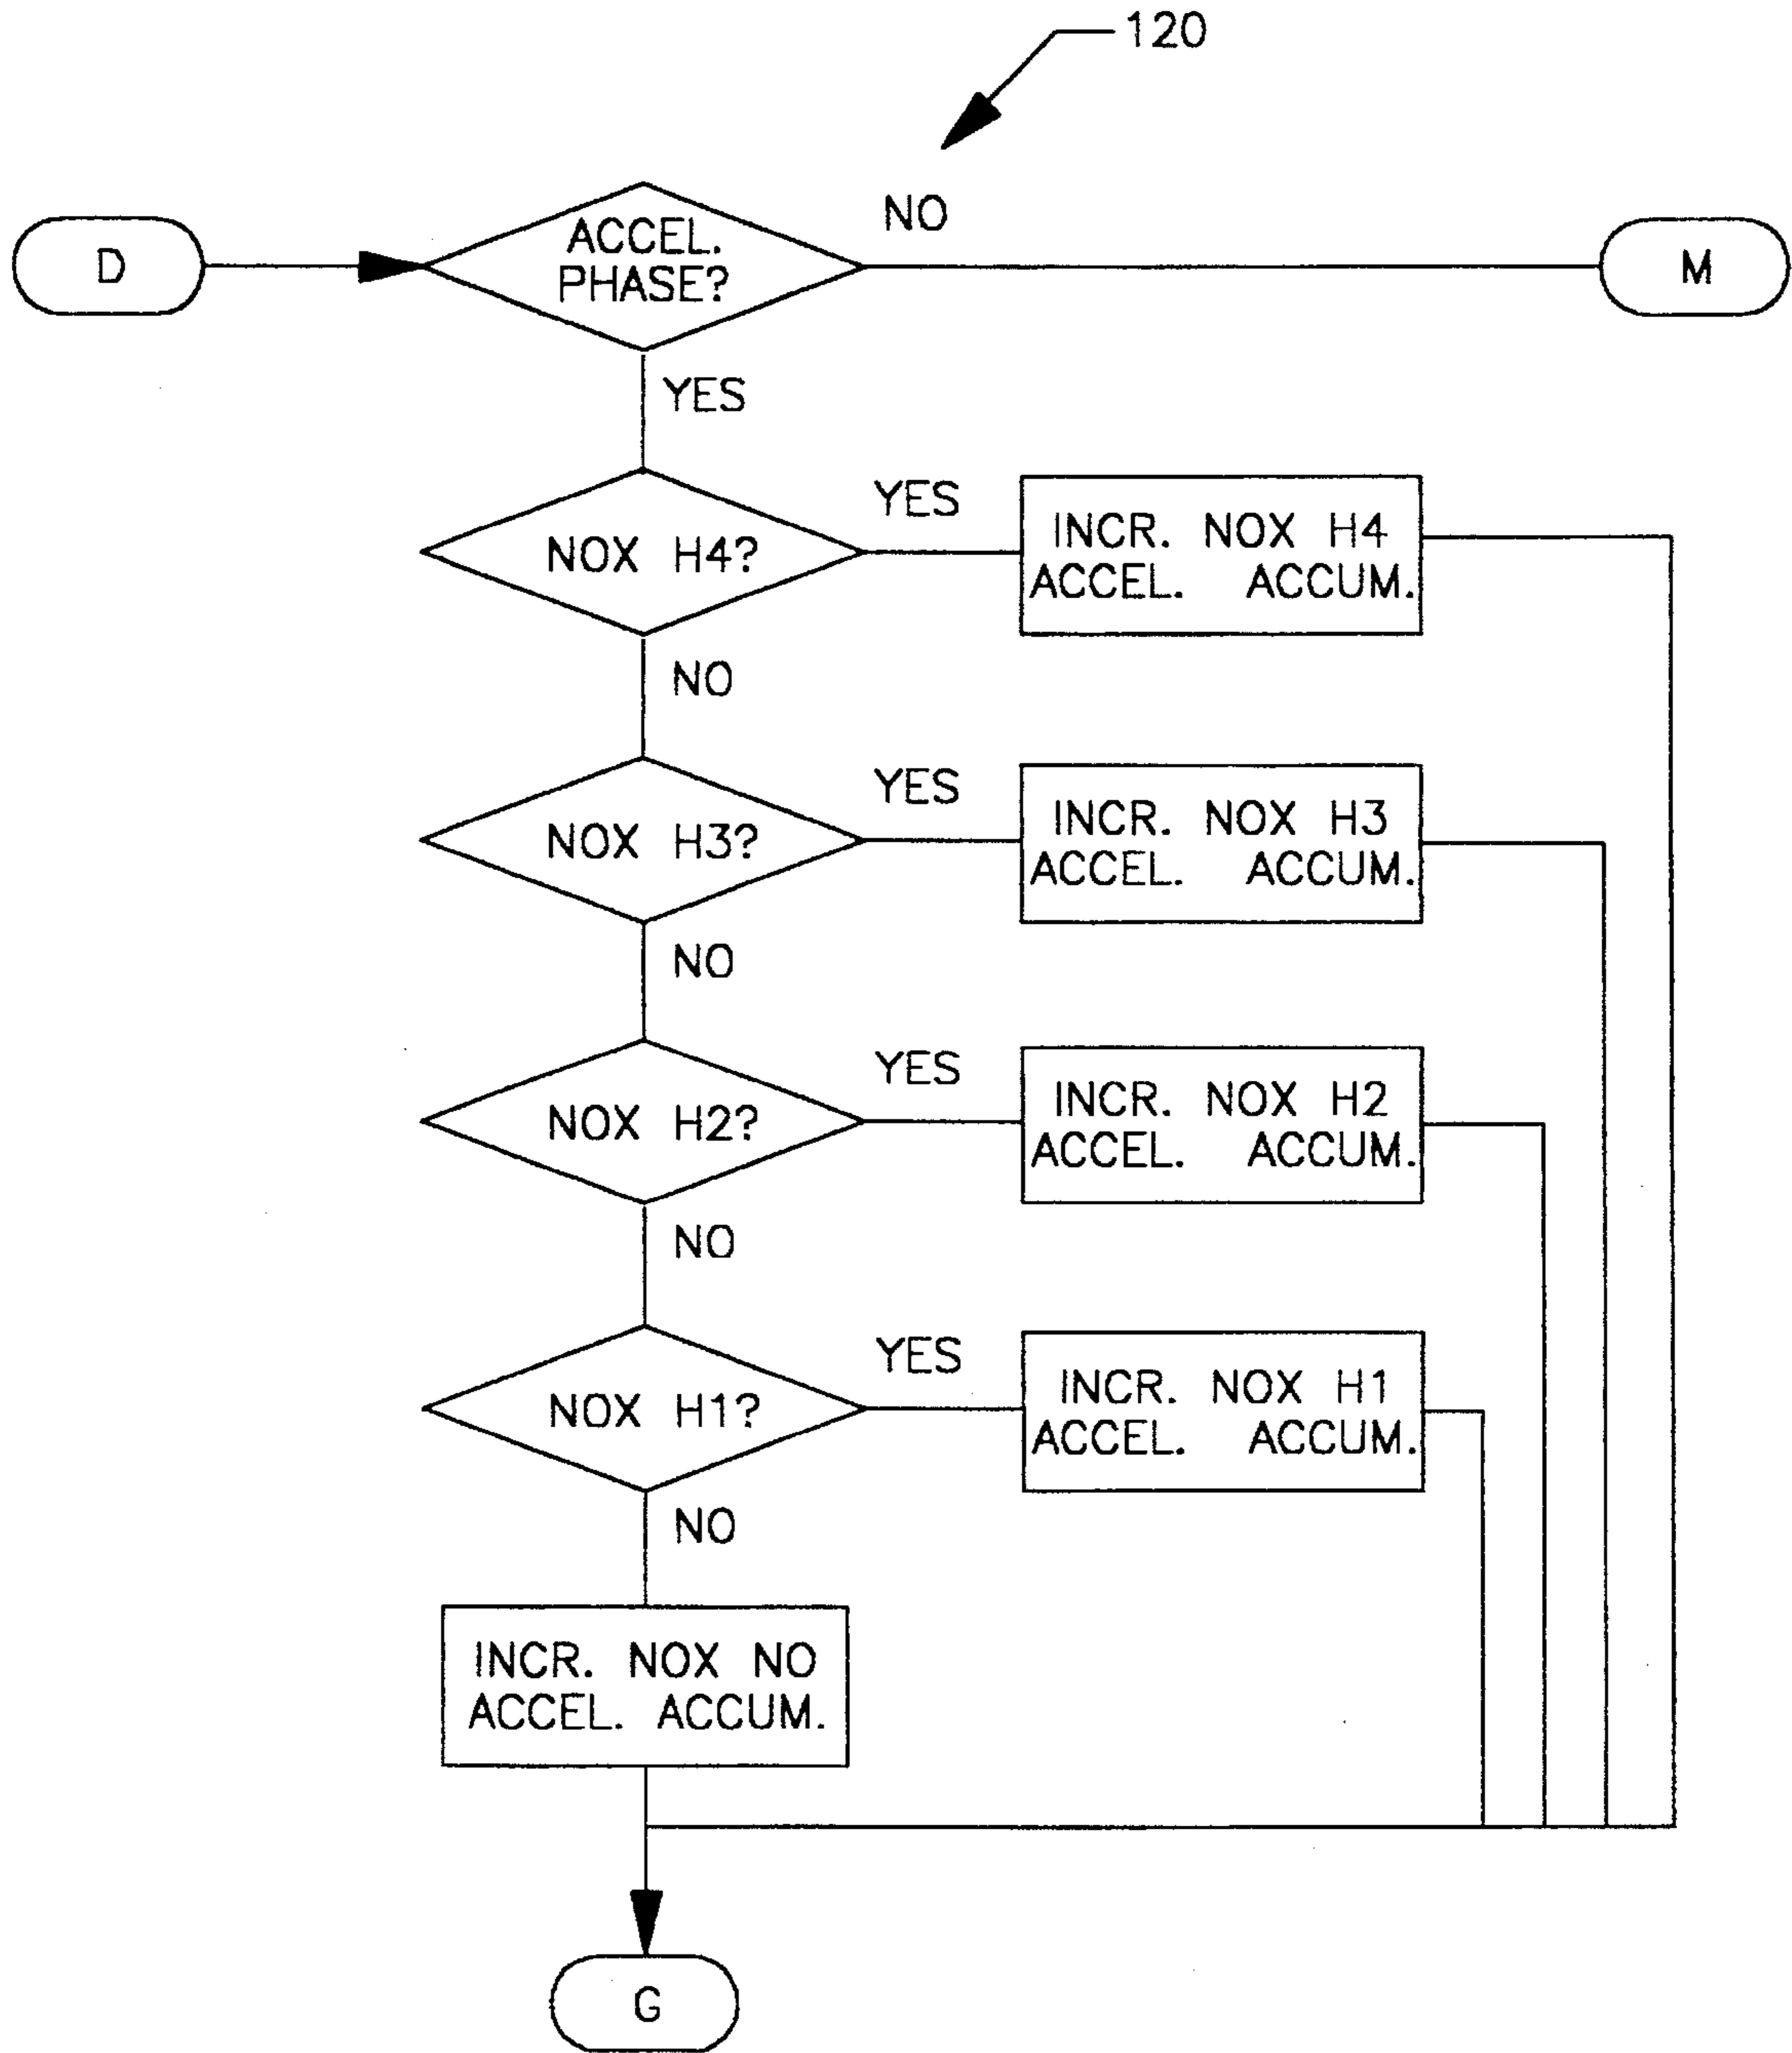 120
D
ACCEL.
PHASE?
NO
M
YES
NOX H4?
YES
INCR. NOX H4
ACCEL. ACCUM.
NO
NOX H3?
YES
INCR. NOX H3
ACCEL. ACCUM.
NO
NOX H2?
YES
INCR. NOX H2
ACCEL. ACCUM.
NO
NOX H1?
YES
INCR. NOX H1
ACCEL. ACCUM.
NO
INCR. NOX NO
ACCEL. ACCUM.
G